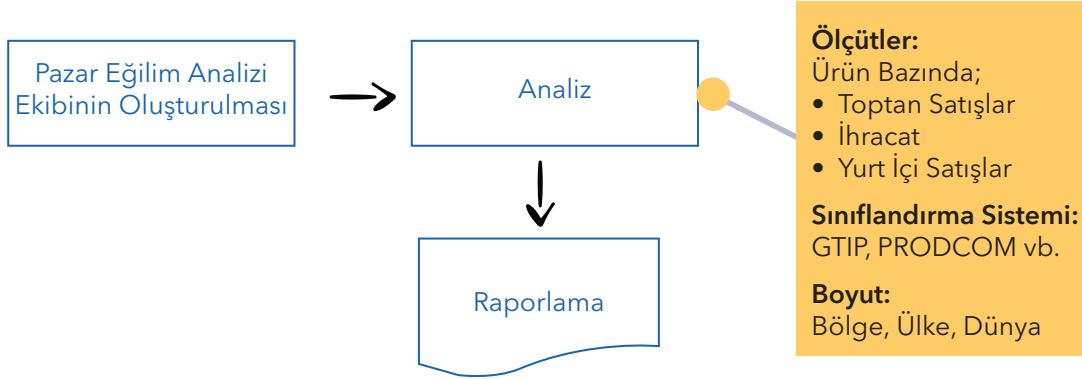 Pazar Eğilim Analizi
Ekibinin Oluşturulması
Analiz
Raporlama
Ölçütler:
Ürün Bazında;
• Toptan Satışlar
• İhracat
• Yurt İçi Satışlar
Sınıflandırma Sistemi:
GTIP, PRODCOM vb.
Boyut:
Bölge, Ülke, Dünya